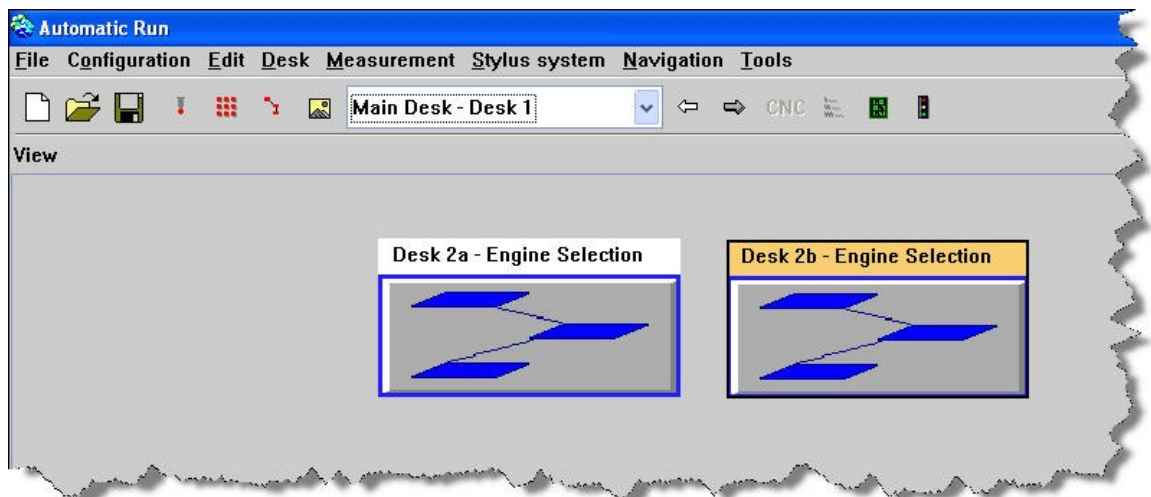 Automatic Run
File Configuration Edit Desk Measurement Stylus system Navigation Tools
Main Desk - Desk 1 CNC
View
Desk 2a - Engine Selection Desk 2b - Engine Selection